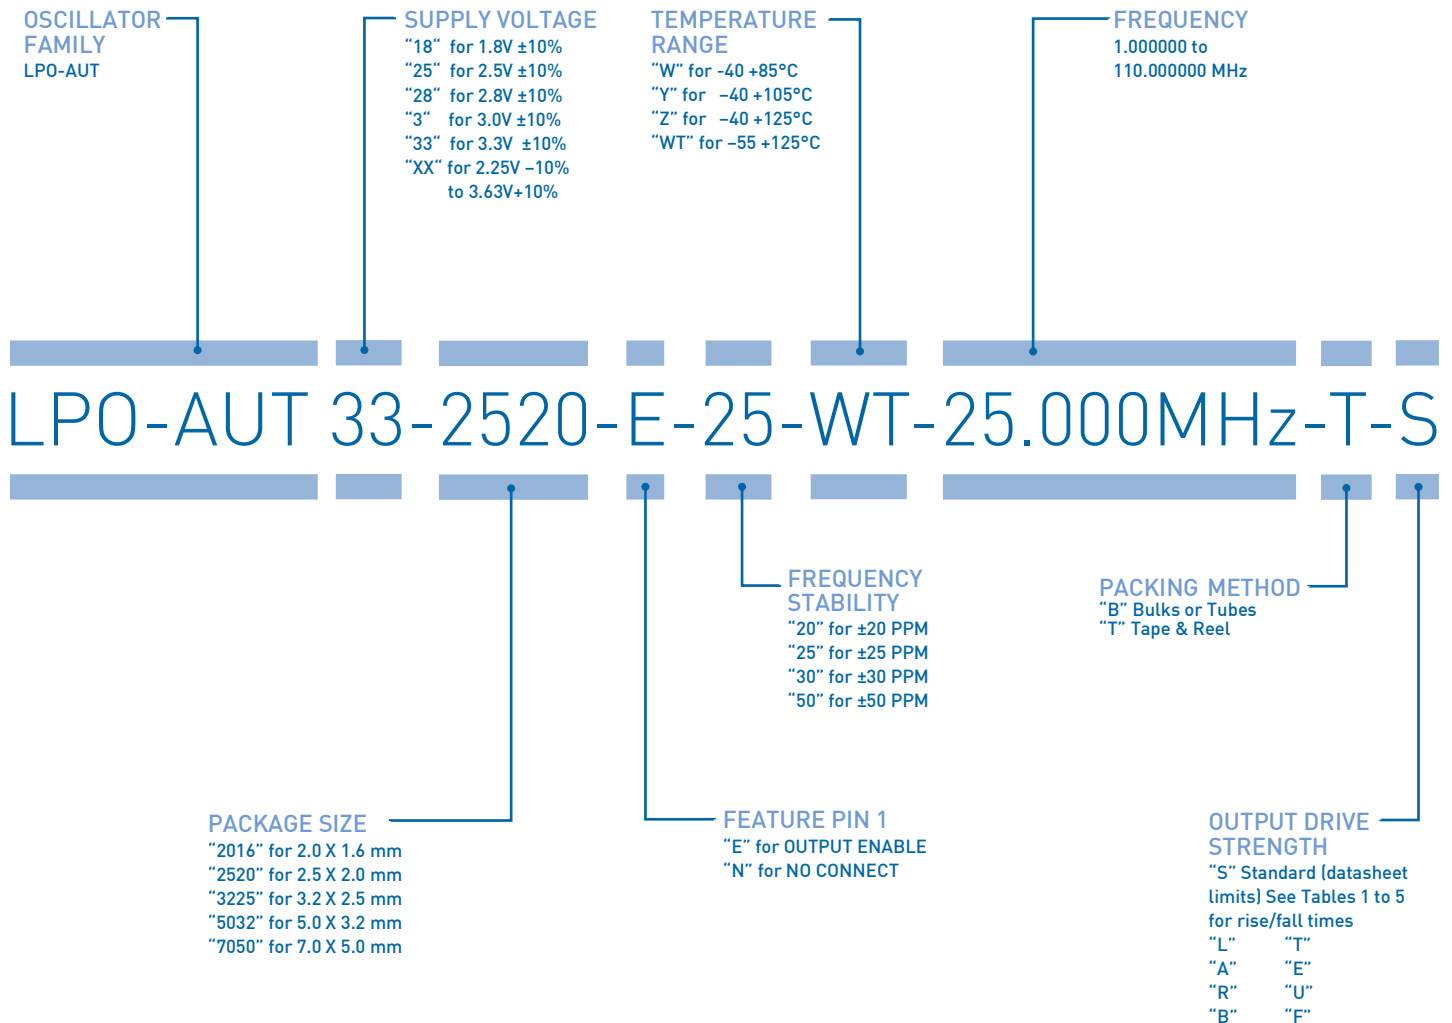 OSCILLATOR
FAMILY
LPO-AUT
SUPPLY VOLTAGE
“18“ for 1.8V ±10%
“25“ for 2.5V ±10%
“28“ for 2.8V ±10%
“3“ for 3.0V ±10%
“33“ for 3.3V ±10%
“XX“ for 2.25V –10%
to 3.63V+10%
TEMPERATURE
RANGE
“W” for -40 +85°C
“Y” for –40 +105°C
“Z” for –40 +125°C
“WT” for –55 +125°C
FREQUENCY
1.000000 to
110.000000 MHz
LPO-AUT 33-2520-E-25-WT-25.000MHz-T-S
FREQUENCY
STABILITY
“20” for ±20 PPM
“25” for ±25 PPM
“30” for ±30 PPM
“50” for ±50 PPM
PACKING METHOD
“B” Bulks or Tubes
“T” Tape & Reel
PACKAGE SIZE
“2016” for 2.0 X 1.6 mm
“2520” for 2.5 X 2.0 mm
“3225” for 3.2 X 2.5 mm
“5032” for 5.0 X 3.2 mm
“7050” for 7.0 X 5.0 mm
FEATURE PIN 1
“E” for OUTPUT ENABLE
“N” for NO CONNECT
OUTPUT DRIVE
STRENGTH
“S” Standard (datasheet
limits) See Tables 1 to 5
for rise/fall times
“L” “T”
“A” “E”
“R” “U”
“B” “F”